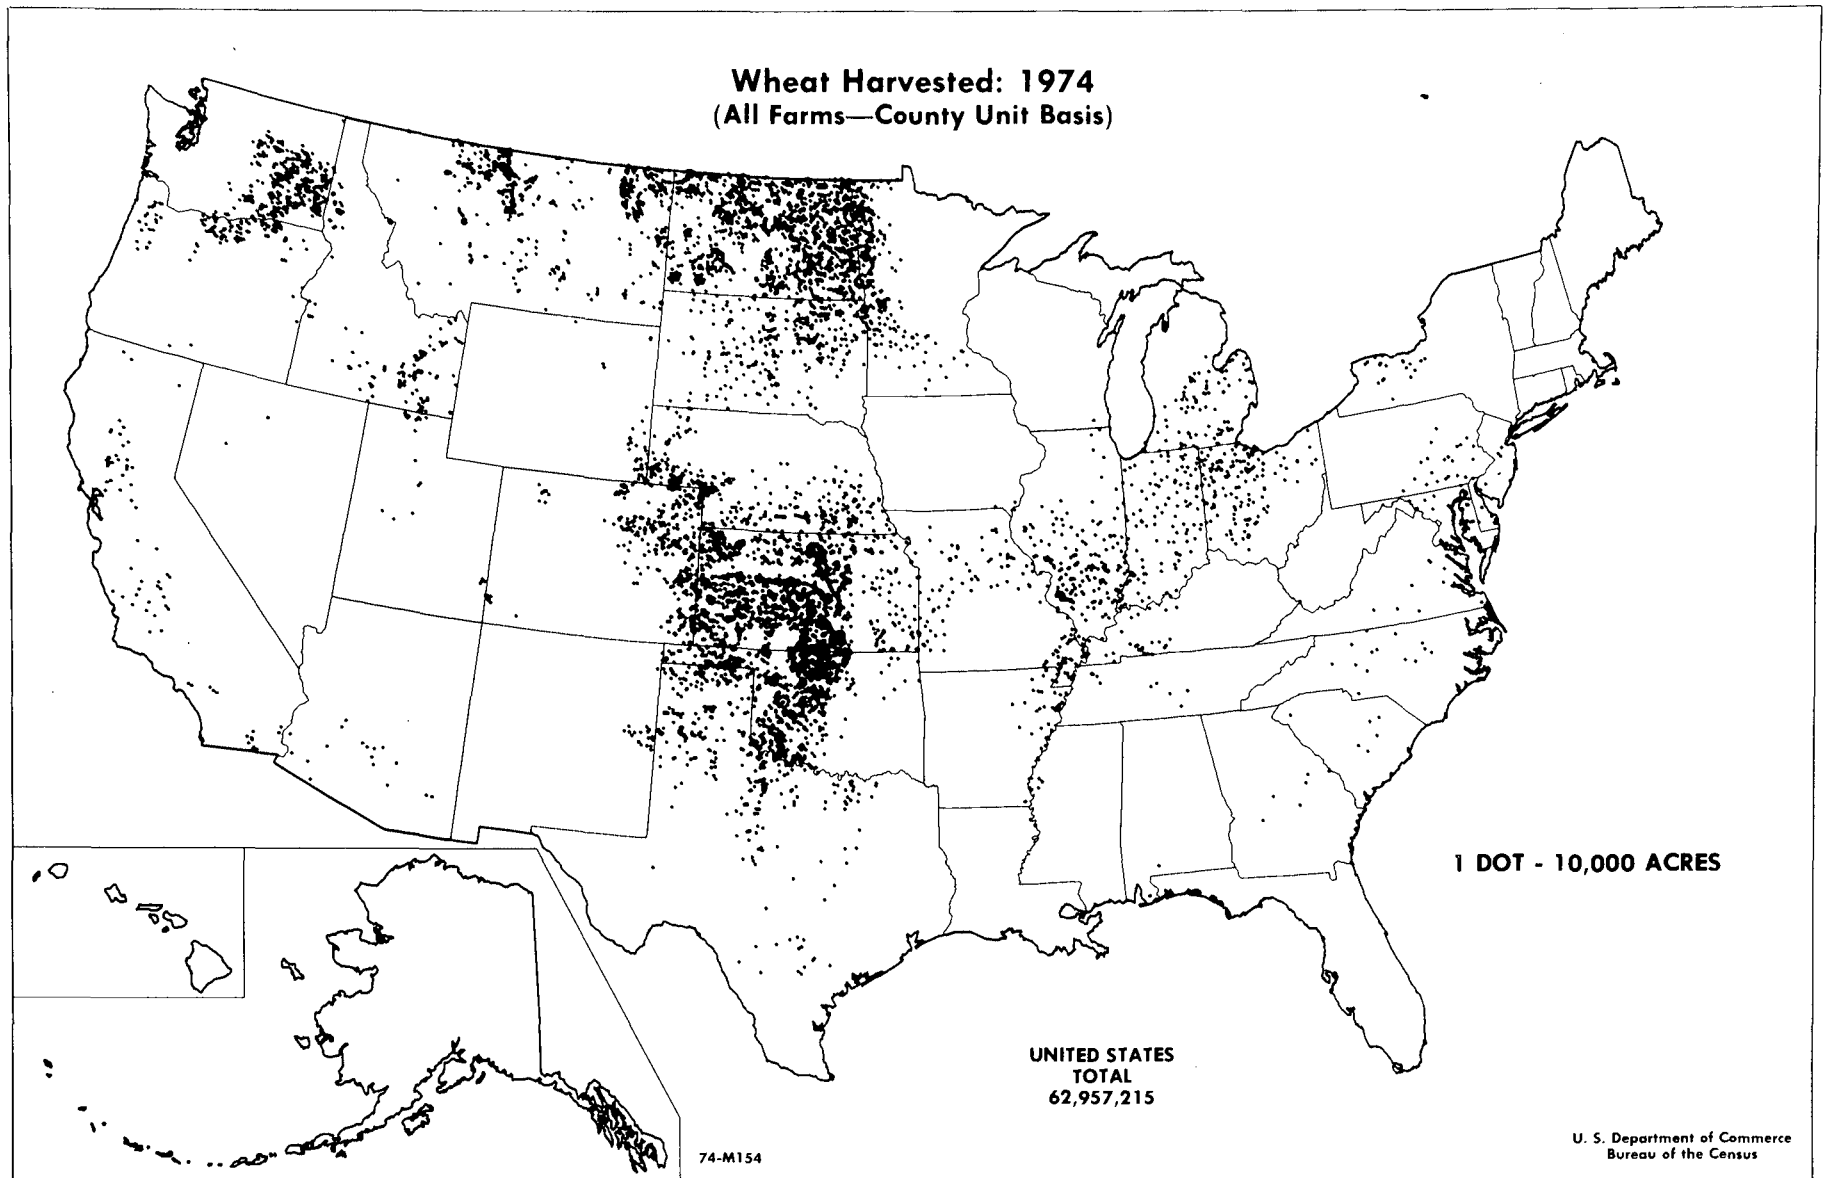 Wheat Harvested: 1974
(All Farms—County Unit Basis)
1 DOT - 10,000 ACRES
UNITED STATES
TOTAL
62,957,215
74-M154
U. S. Department of Commerce
Bureau of the Census